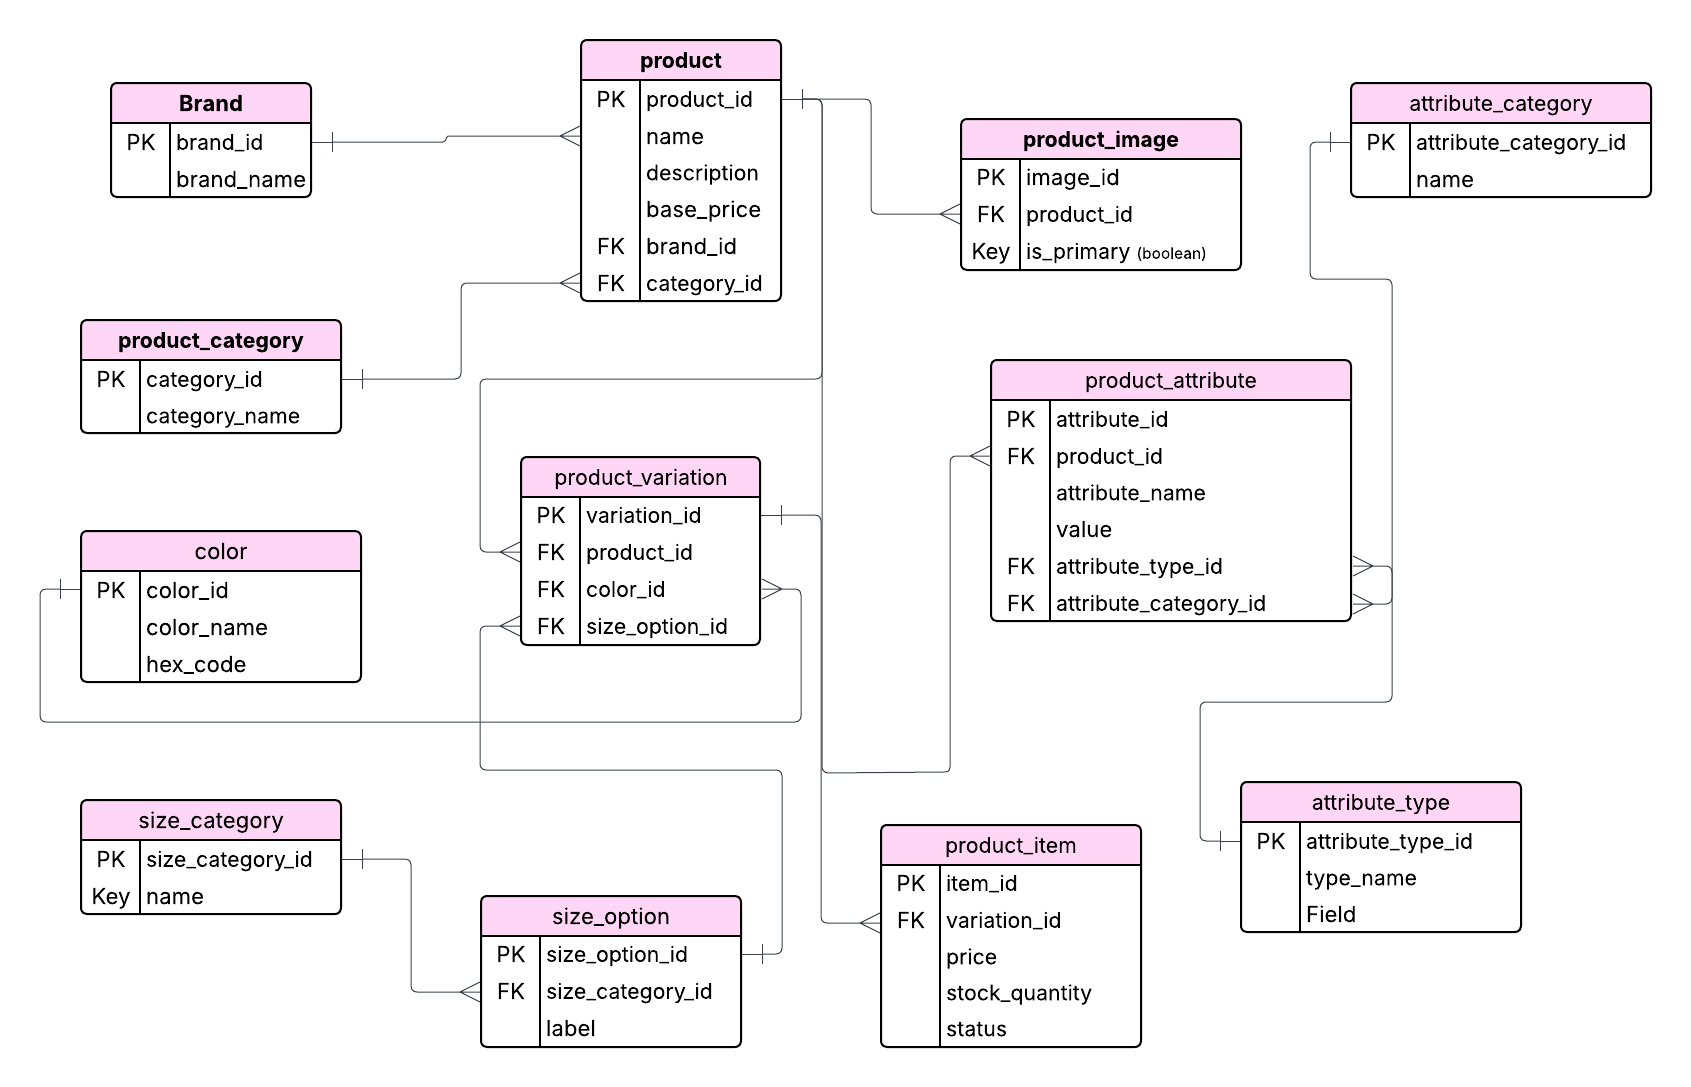 product
PK product_id
name
description
base_price
FK brand_id
FK category_id
Brand
PK brand_id
brand_name
product_image
PK image_id
FK product_id
Key is_primary (boolean)
attribute_category
PK attribute_category_id
name
product_category
PK category_id
category_name
product_attribute
PK attribute_id
FK product_id
attribute_name
value
FK attribute_type_id
FK attribute_category_id
product_variation
PK variation_id
FK product_id
FK color_id
FK size_option_id
color
PK color_id
color_name
hex_code
size_category
PK size_category_id
Key name
size_option
PK size_option_id
FK size_category_id
label
product_item
PK item_id
FK variation_id
price
stock_quantity
status
attribute_type
PK attribute_type_id
type_name
Field